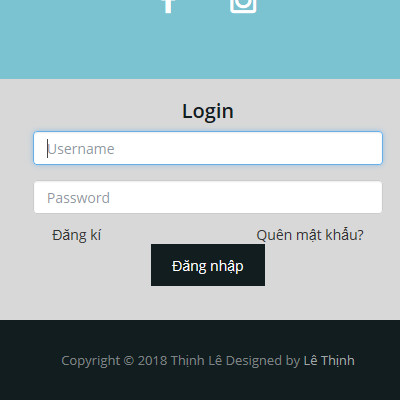 Login
Username
Password
Đăng kí Quên mật khẩu?
Đăng nhập
Copyright © 2018 Thịnh Lê Designed by Lê Thịnh